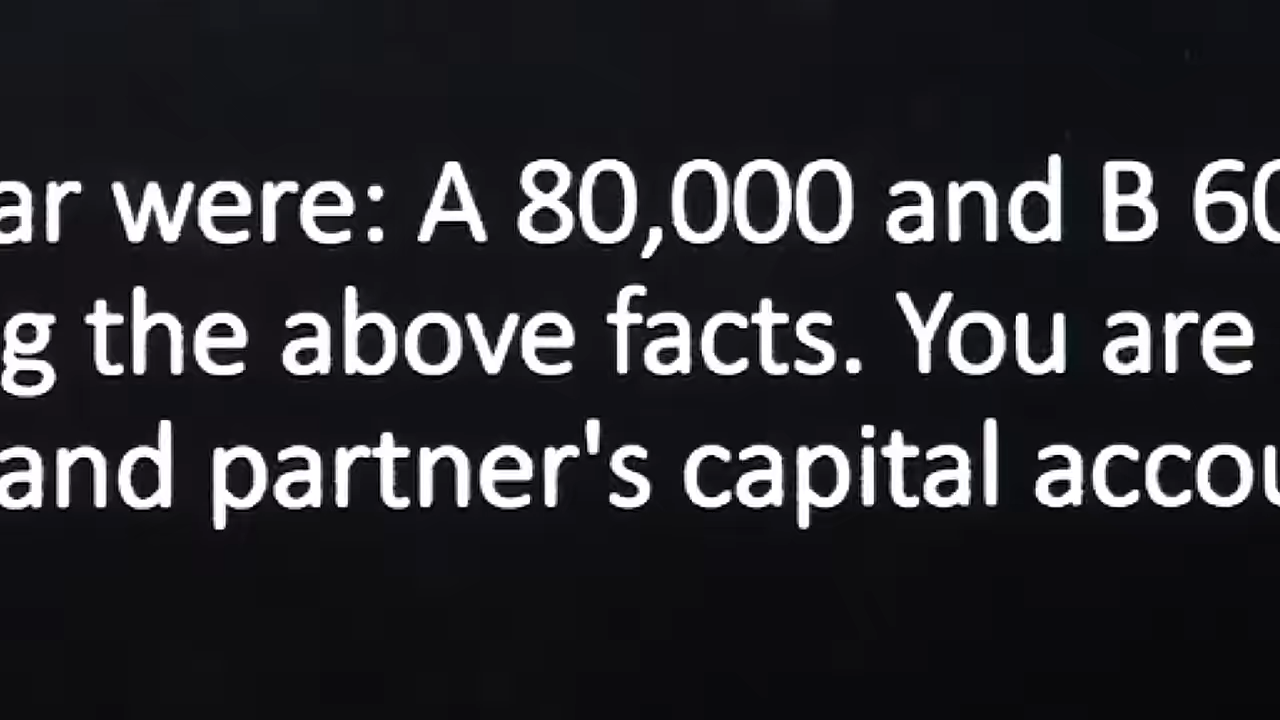 ar were: A 80,000 and B 60
g the above facts. You are
and partner's capital accou